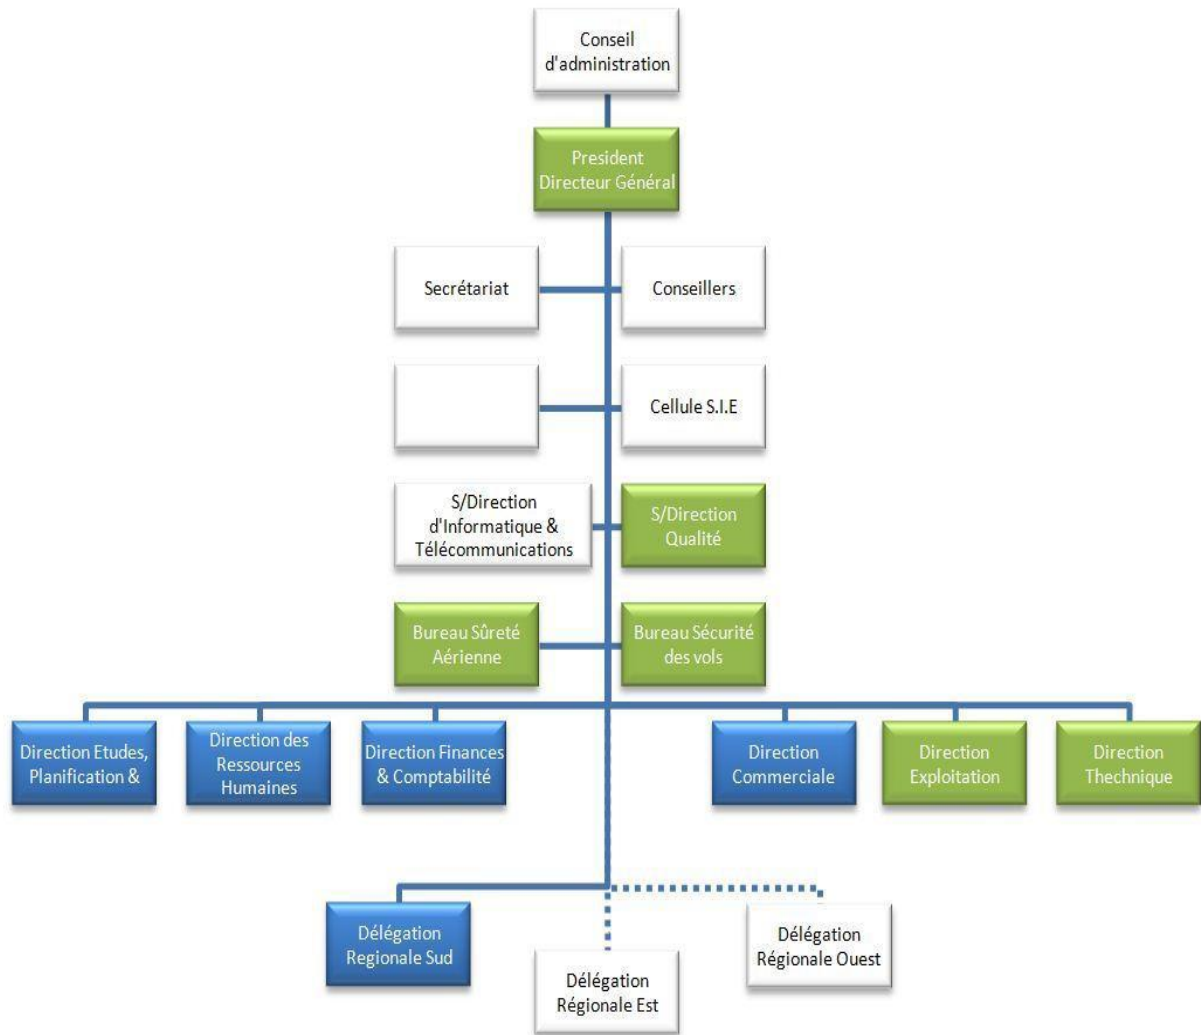 Conseil
d'administration
President
Directeur Général
Secrétariat
Conseillers
Cellule S.I.E
S/Direction
d'Informatique &
Télécommunications
S/Direction
Qualité
Bureau Sûreté
Aérienne
Bureau Sécurité
des vols
Direction Etudes,
Planification &
Direction des
Ressources
Humaines
Direction Finances
& Comptabilité
Direction
Commerciale
Direction
Exploitation
Direction
Thechnique
Délégation
Regionale Sud
Délégation
Régionale Est
Délégation
Régionale Ouest